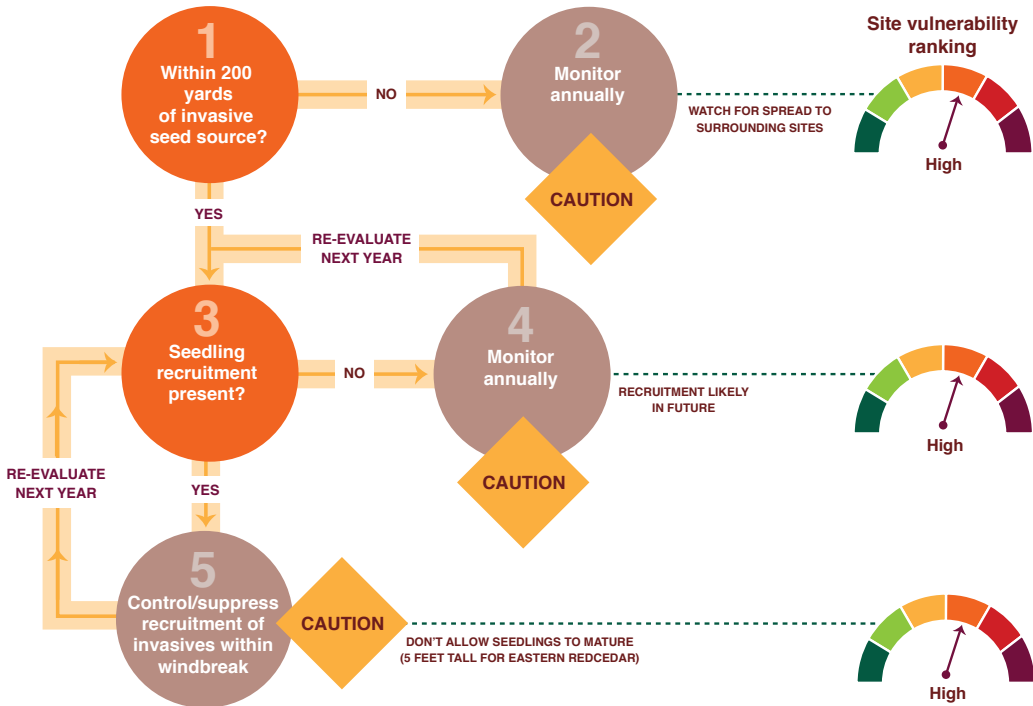 1
Within 200
yards
of invasive
seed source?
NO
2
Monitor
annually
CAUTION
WATCH FOR SPREAD TO
SURROUNDING SITES
Site vulnerability
ranking
High
YES
RE-EVALUATE
NEXT YEAR
3
Seedling
recruitment
present?
NO
4
Monitor
annually
CAUTION
RECRUITMENT LIKELY
IN FUTURE
High
RE-EVALUATE
NEXT YEAR
YES
5
Control/suppress
recruitment of
invasives within
windbreak
CAUTION
DON'T ALLOW SEEDLINGS TO MATURE
(5 FEET TALL FOR EASTERN REDCEDAR)
High